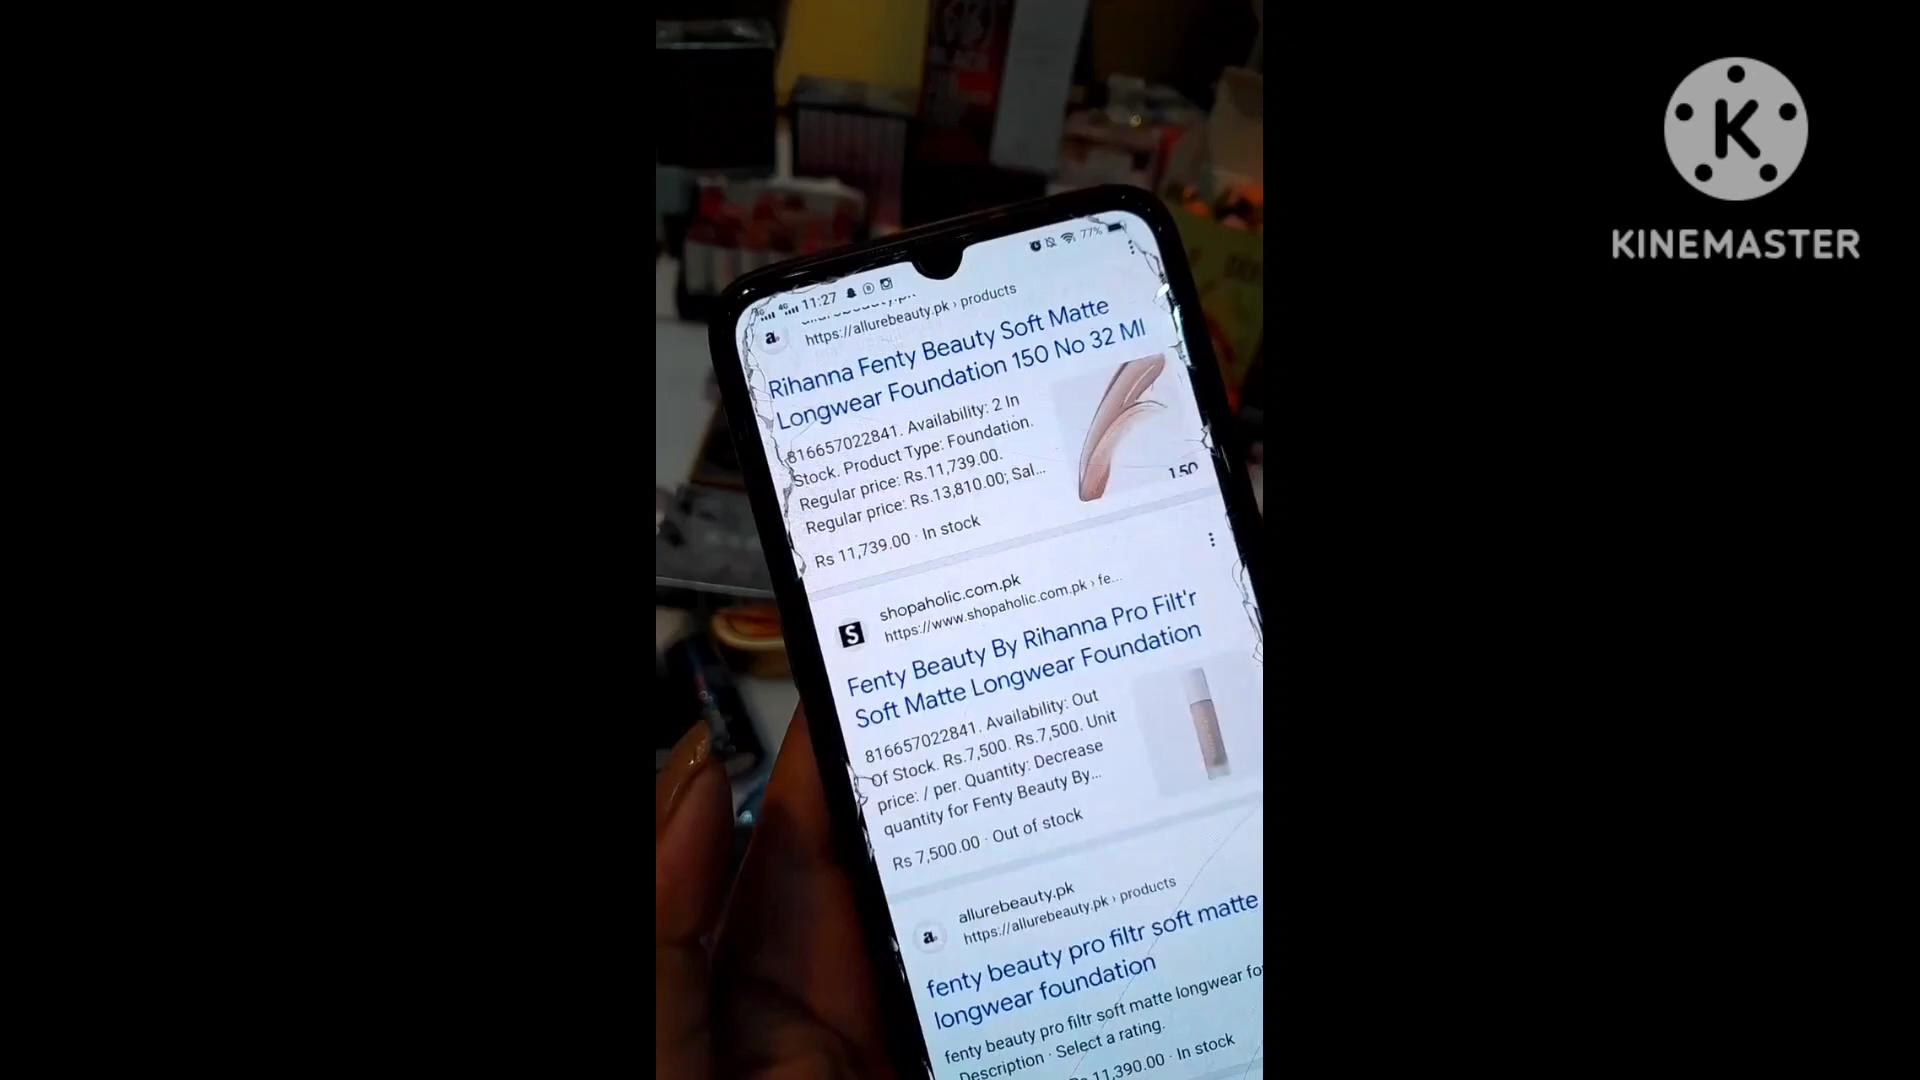 BLACK
K
KINEMASTER
4G 4G 11:27
77%
a.
https://allurebeauty.pk › products
Rihanna Fenty Beauty Soft Matte
Longwear Foundation 150 No 32 Ml
816657022841. Availability: 2 In
Stock. Product Type: Foundation.
Regular price: Rs.11,739.00.
Regular price: Rs.13,810.00; Sal...
150
Rs 11,739.00 · In stock
S
shopaholic.com.pk
https://www.shopaholic.com.pk › fe...
Fenty Beauty By Rihanna Pro Filt'r
Soft Matte Longwear Foundation
816657022841. Availability: Out
Of Stock. Rs.7,500. Rs.7,500. Unit
price: / per. Quantity: Decrease
quantity for Fenty Beauty By...
Rs 7,500.00 · Out of stock
a.
allurebeauty.pk
https://allurebeauty.pk › products
fenty beauty pro filtr soft matte
longwear foundation
fenty beauty pro filtr soft matte longwear fo
Description · Select a rating.
Rs 11,390.00 · In stock